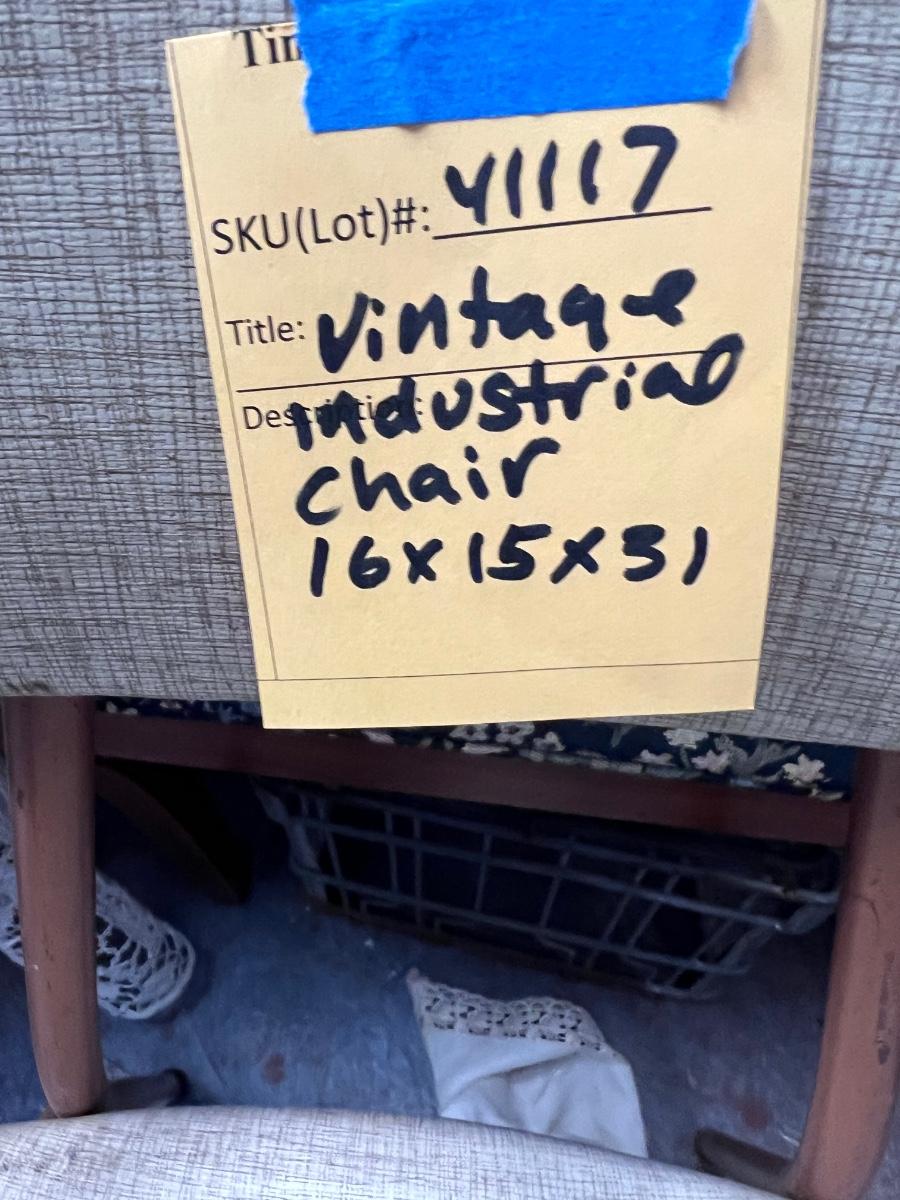 SKU(Lot)#: 41117
Title: Vintage
Description:
industrial
chair
16x15x31